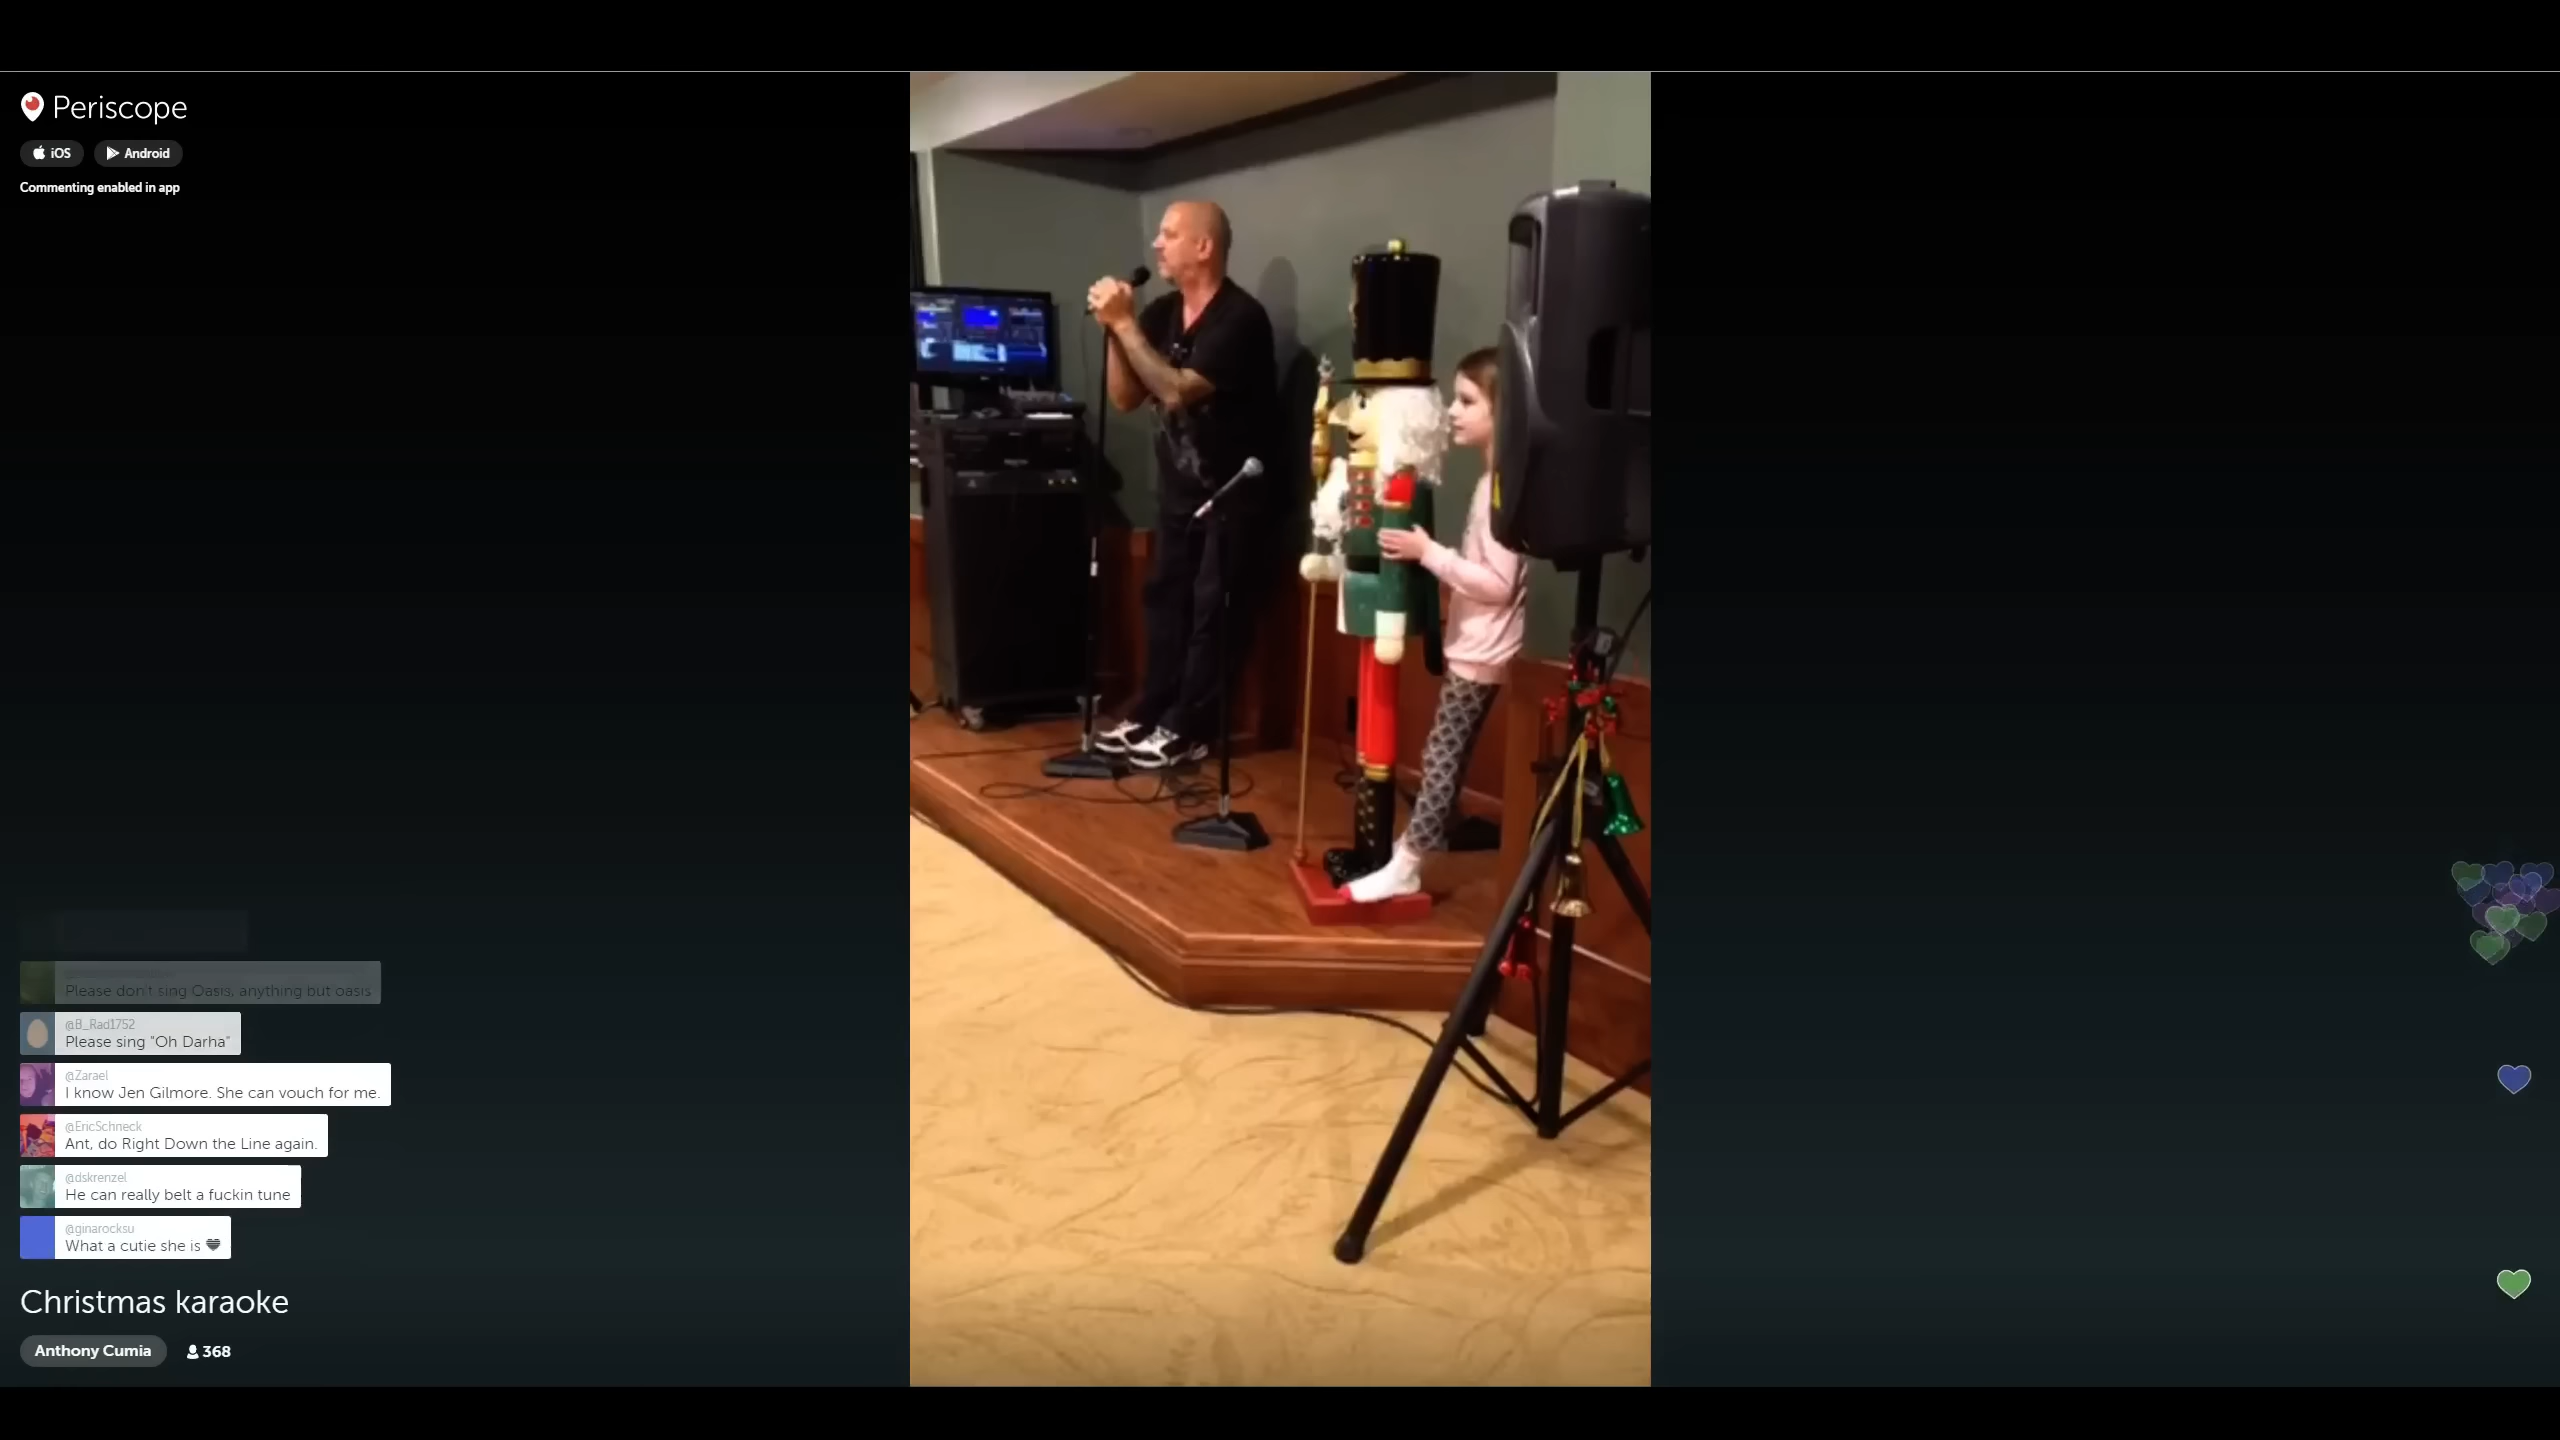 Periscope
iOS
Android
Commenting enabled in app
Please don't sing Oasis, anything but oasis
@B_Rad1752
Please sing "Oh Darha"
@Zarael
I know Jen Gilmore. She can vouch for me.
@EricSchneck
Ant, do Right Down the Line again.
@dskrenzel
He can really belt a fuckin tune
@ginarocksu
What a cutie she is
Christmas karaoke
Anthony Cumia
368